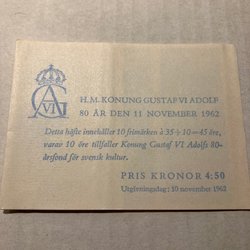 GA
VI
H.M. KONUNG GUSTAF VI ADOLF
80 ÅR DEN 11 NOVEMBER 1962
Detta häfte innehåller 10 frimärken à 35 + 10 = 45 öre,
varav 10 öre tillfaller Konung Gustaf VI Adolfs 80-
årsfond för svensk kultur.
PRIS KRONOR 4:50
Utgivningsdag: 10 november 1962